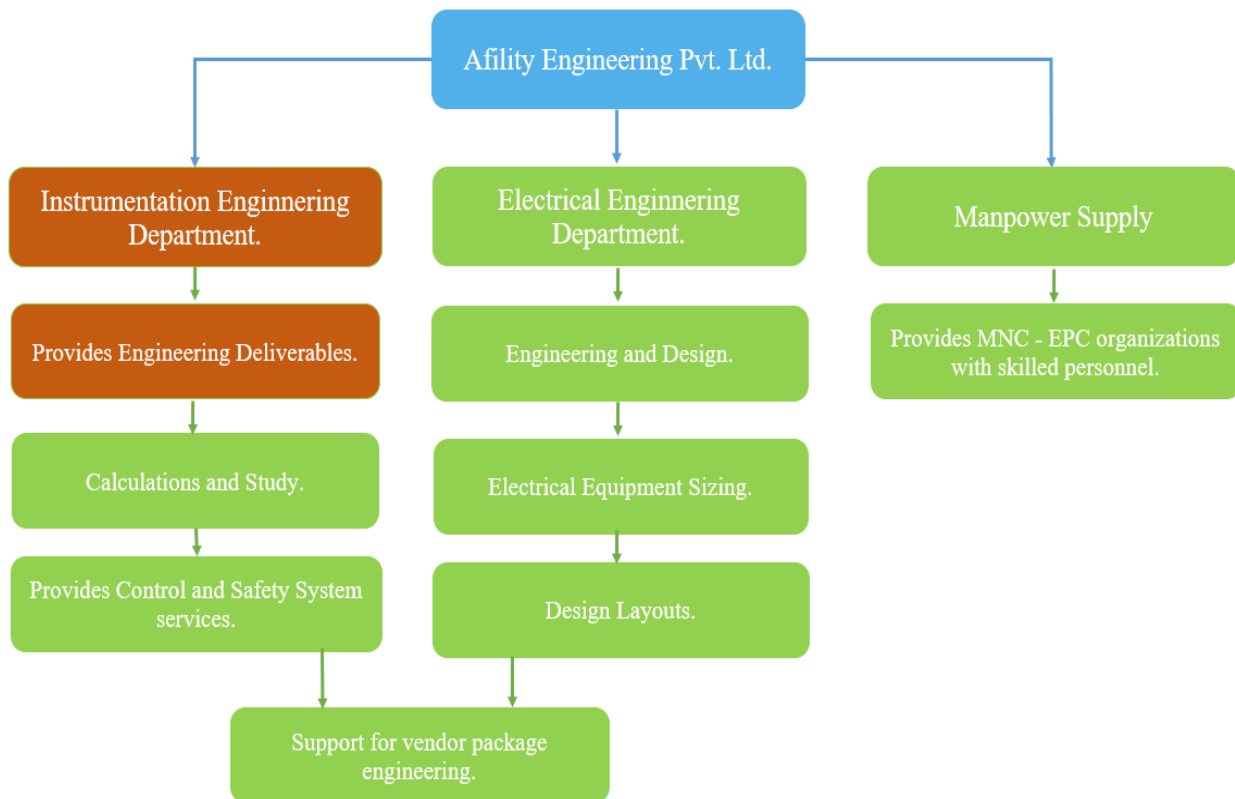 Afility Engineering Pvt. Ltd.
Instrumentation Enginnering
Department.
Electrical Enginnering
Department.
Manpower Supply
Provides Engineering Deliverables.
Engineering and Design.
Provides MNC - EPC organizations
with skilled personnel.
Calculations and Study.
Electrical Equipment Sizing.
Provides Control and Safety System
services.
Design Layouts.
Support for vendor package
engineering.